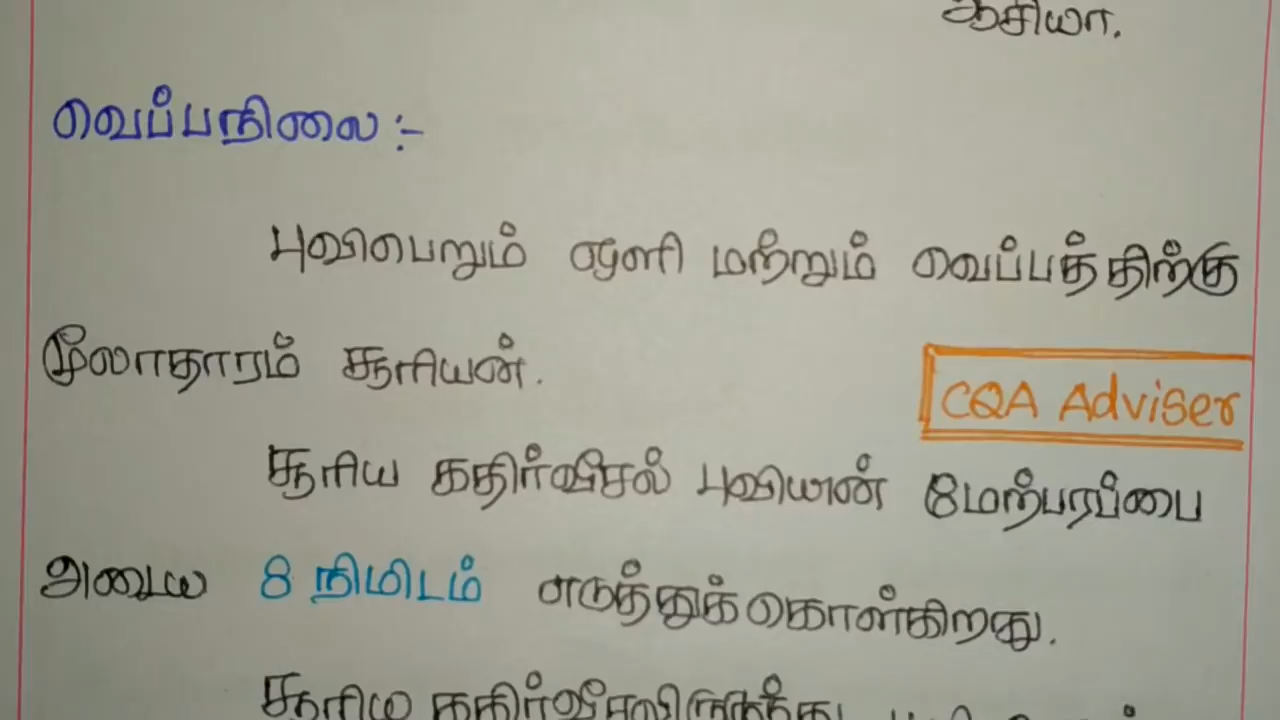 ஆசியா.
வெப்பநிலை :-
புவிபெறும் ஒளி மற்றும் வெப்பத்திற்கு
மூலாதாரம் சூரியன்.
CQA Adviser
சூரிய கதிர்வீசல் புவியின் மேற்பரப்பை
அடைய 8 நிமிடம் எடுத்துக்கொள்கிறது.
சூரிய